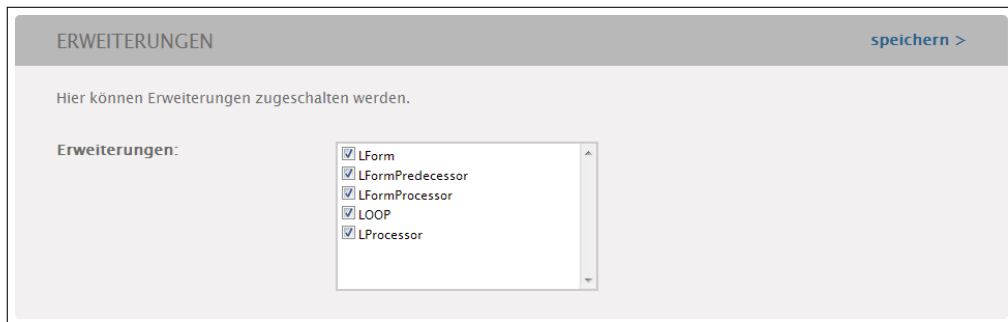 ERWEITERUNGEN speichern >
Hier können Erweiterungen zugeschalten werden.
Erweiterungen:
LForm
LFormPredecessor
LFormProcessor
LOOP
LProcessor